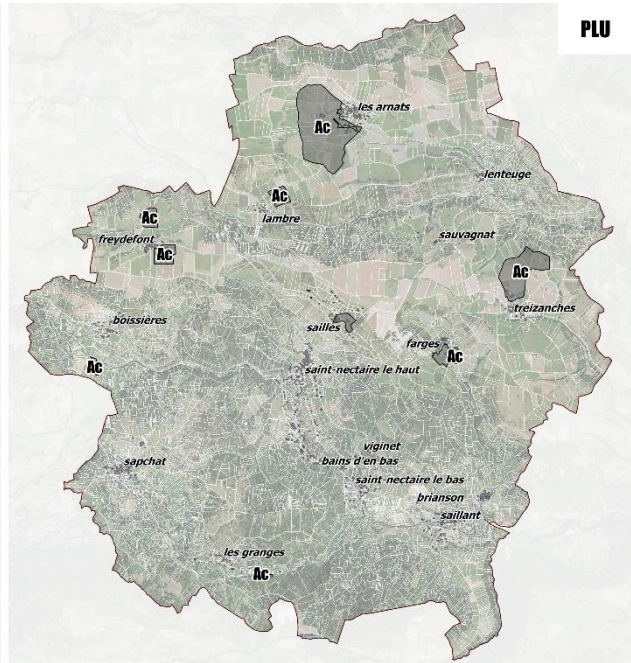 PLU
les arnats
Ac
lenteuge
Ac
lambre
Ac
freydefont
Ac
sauvagnat
Ac
treizanches
boissières
sailles
farges
Ac
Ac
saint-nectaire le haut
viginet
bains d'en bas
sapchat
saint-nectaire le bas
brianson
saillant
les granges
Ac